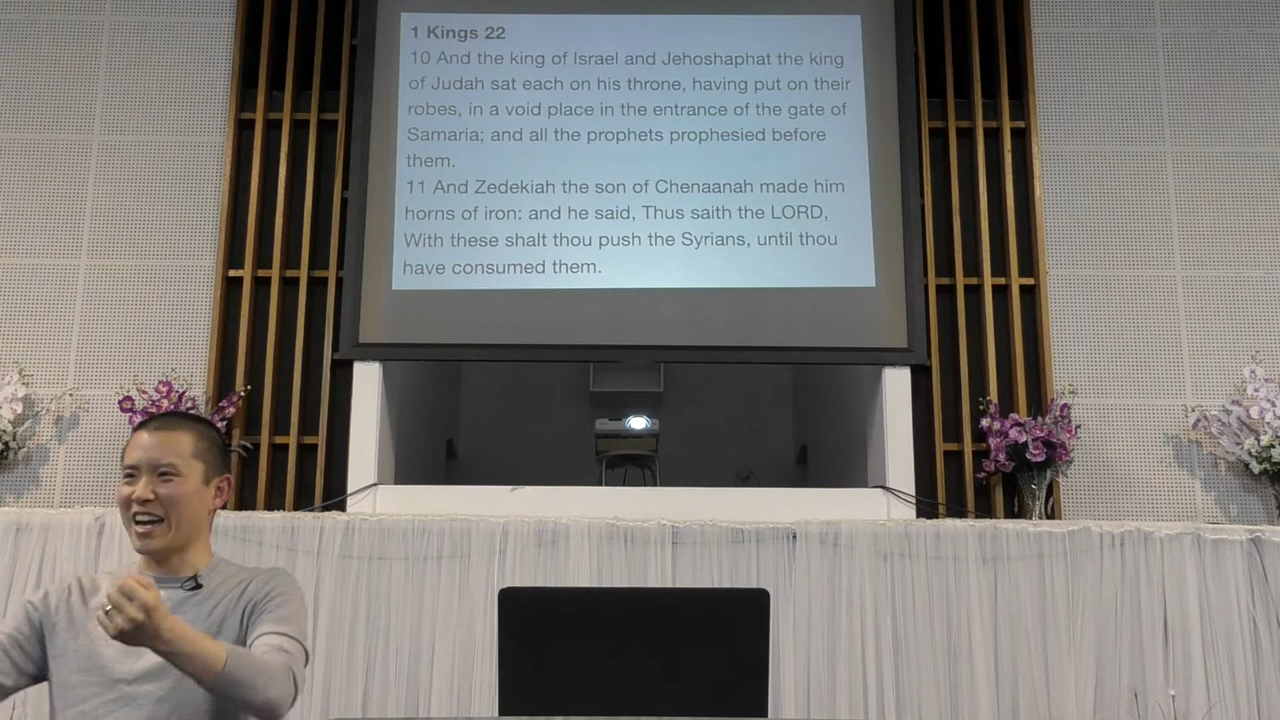 1 Kings 22
10 And the king of Israel and Jehoshaphat the king
of Judah sat each on his throne, having put on their
robes, in a void place in the entrance of the gate of
Samaria; and all the prophets prophesied before
them.
11 And Zedekiah the son of Chenaanah made him
horns of iron: and he said, Thus saith the LORD,
With these shalt thou push the Syrians, until thou
have consumed them.